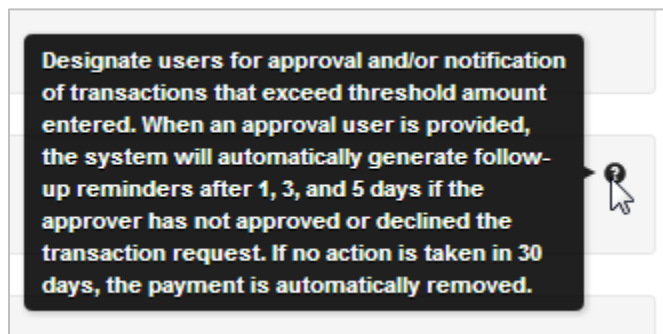 Designate users for approval and/or notification
of transactions that exceed threshold amount
entered. When an approval user is provided,
the system will automatically generate follow-
up reminders after 1, 3, and 5 days if the
approver has not approved or declined the
transaction request. If no action is taken in 30
days, the payment is automatically removed.
?